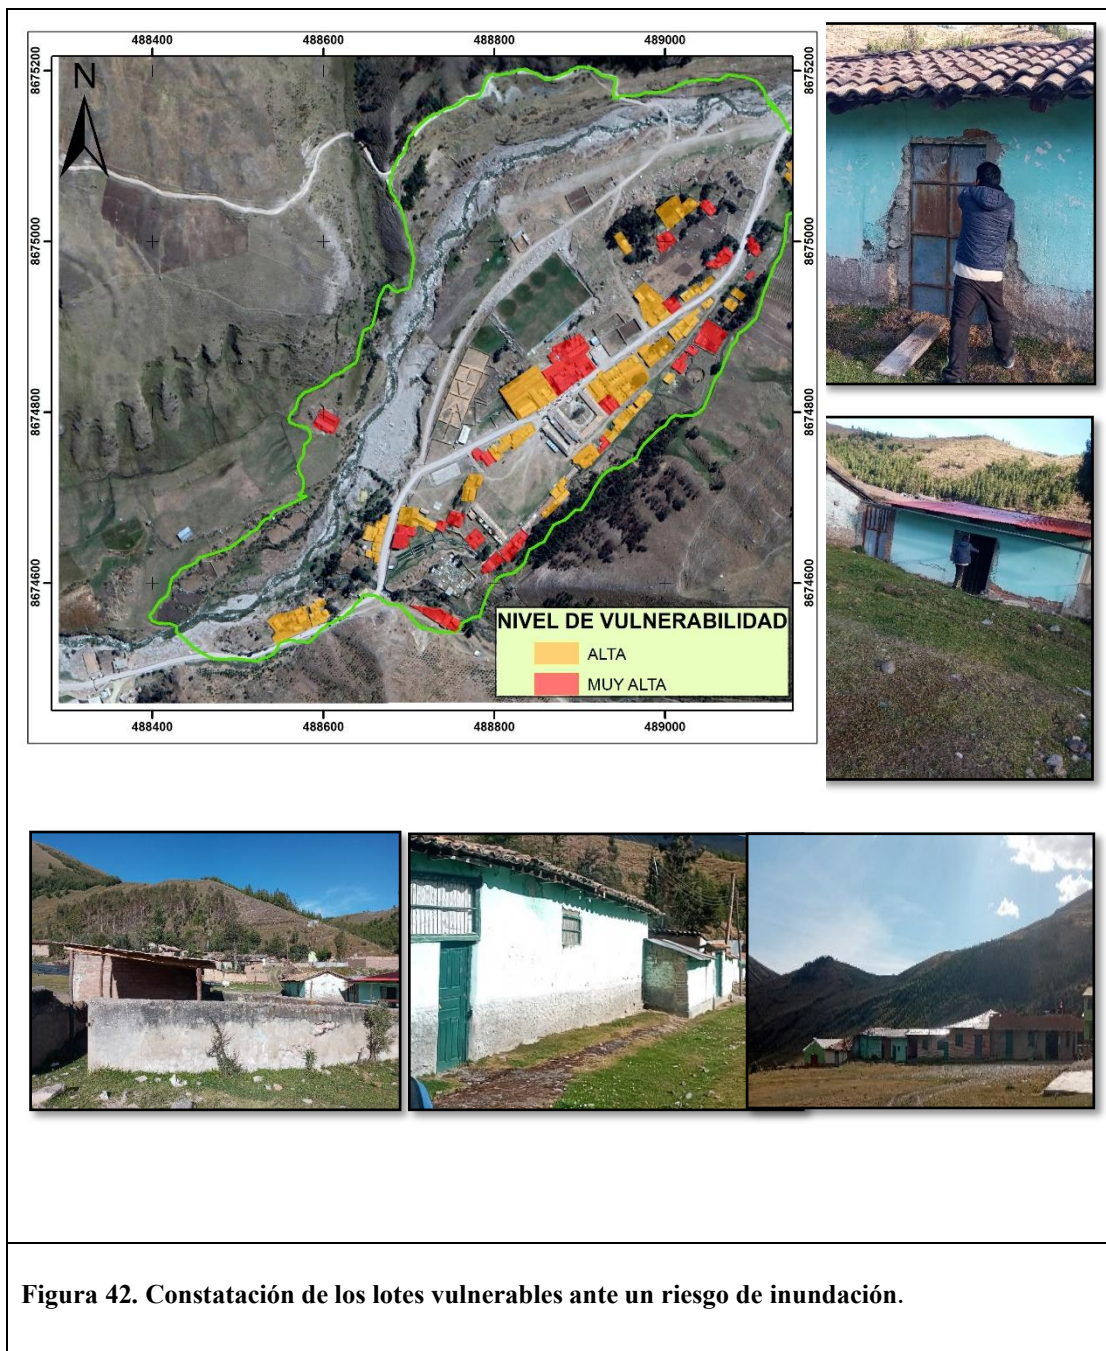 488400 488600 488800 489000
8675200 8675200
N
8675000 8675000
8674800 8674800
8674600 8674600
NIVEL DE VULNERABILIDAD
ALTA
MUY ALTA
488400 488600 488800 489000
Figura 42. Constatación de los lotes vulnerables ante un riesgo de inundación.